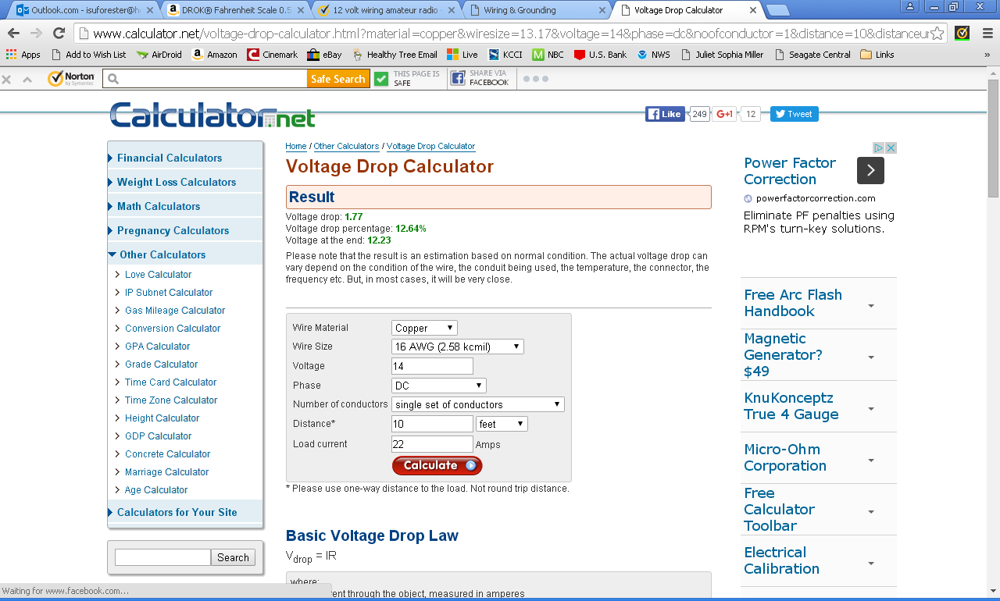 Outlook.com - isuforester@h
DROK® Fahrenheit Scale 0.5
12 volt wiring amateur radio -
Wiring & Grounding
Voltage Drop Calculator
www.calculator.net/voltage-drop-calculator.html?material=copper&wiresize=13.17&voltage=14&phase=dc&noofconductor=1&distance=10&distanceun
Apps
Add to Wish List
AirDroid
Amazon
Cinemark
eBay
Healthy Tree Email
Live
KCCI
NBC
U.S. Bank
NWS
Juliet Sophia Miller
Seagate Central
Links
»
Norton
by Symantec
Safe Search
THIS PAGE IS
SAFE
SHARE VIA
FACEBOOK
Calculator.net
Like
249
G+1
12
Tweet
Financial Calculators
Weight Loss Calculators
Math Calculators
Pregnancy Calculators
Other Calculators
Love Calculator
IP Subnet Calculator
Gas Mileage Calculator
Conversion Calculator
GPA Calculator
Grade Calculator
Time Card Calculator
Time Zone Calculator
Height Calculator
GDP Calculator
Concrete Calculator
Marriage Calculator
Age Calculator
Calculators for Your Site
Search
Home / Other Calculators / Voltage Drop Calculator
Voltage Drop Calculator
Result
Voltage drop: 1.77
Voltage drop percentage: 12.64%
Voltage at the end: 12.23
Please note that the result is an estimation based on normal condition. The actual voltage drop can
vary depend on the condition of the wire, the conduit being used, the temperature, the connector, the
frequency etc. But, in most cases, it will be very close.
Wire Material Copper
Wire Size 16 AWG (2.58 kcmil)
Voltage 14
Phase DC
Number of conductors single set of conductors
Distance* 10 feet
Load current 22 Amps
Calculate
* Please use one-way distance to the load. Not round trip distance.
Basic Voltage Drop Law
Vdrop = IR
where:
ent through the object, measured in amperes
Power Factor
Correction
powerfactorcorrection.com
Eliminate PF penalties using
RPM's turn-key solutions.
Free Arc Flash
Handbook
Magnetic
Generator?
$49
KnuKonceptz
True 4 Gauge
Micro-Ohm
Corporation
Free
Calculator
Toolbar
Electrical
Calibration
Waiting for www.facebook.com...